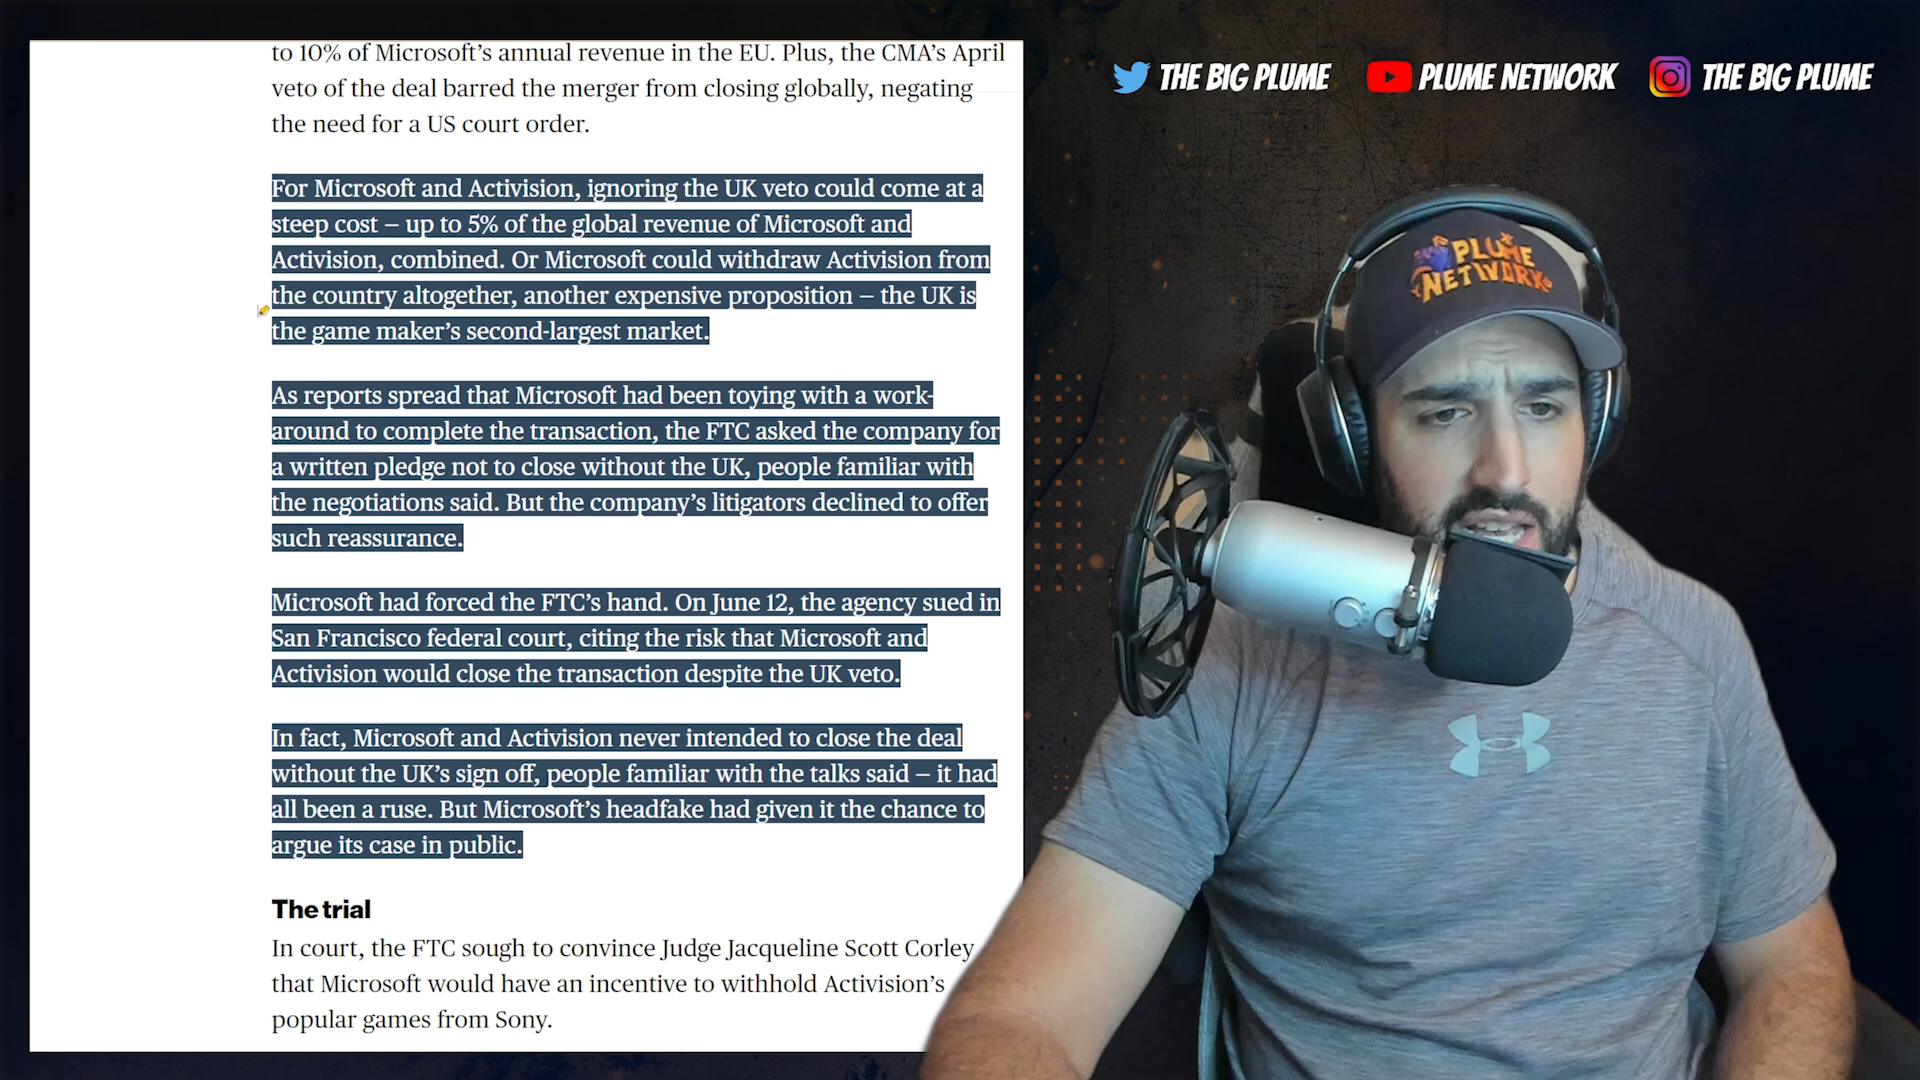 to 10% of Microsoft's annual revenue in the EU. Plus, the CMA's April
veto of the deal barred the merger from closing globally, negating
the need for a US court order.
For Microsoft and Activision, ignoring the UK veto could come at a
steep cost – up to 5% of the global revenue of Microsoft and
Activision, combined. Or Microsoft could withdraw Activision from
the country altogether, another expensive proposition – the UK is
the game maker's second-largest market.
As reports spread that Microsoft had been toying with a work-
around to complete the transaction, the FTC asked the company for
a written pledge not to close without the UK, people familiar with
the negotiations said. But the company's litigators declined to offer
such reassurance.
Microsoft had forced the FTC's hand. On June 12, the agency sued in
San Francisco federal court, citing the risk that Microsoft and
Activision would close the transaction despite the UK veto.
In fact, Microsoft and Activision never intended to close the deal
without the UK's sign off, people familiar with the talks said – it had
all been a ruse. But Microsoft's headfake had given it the chance to
argue its case in public.
The trial
In court, the FTC sough to convince Judge Jacqueline Scott Corley
that Microsoft would have an incentive to withhold Activision's
popular games from Sony.
THE BIG PLUME
PLUME NETWORK
THE BIG PLUME
PLUME
NETWORK